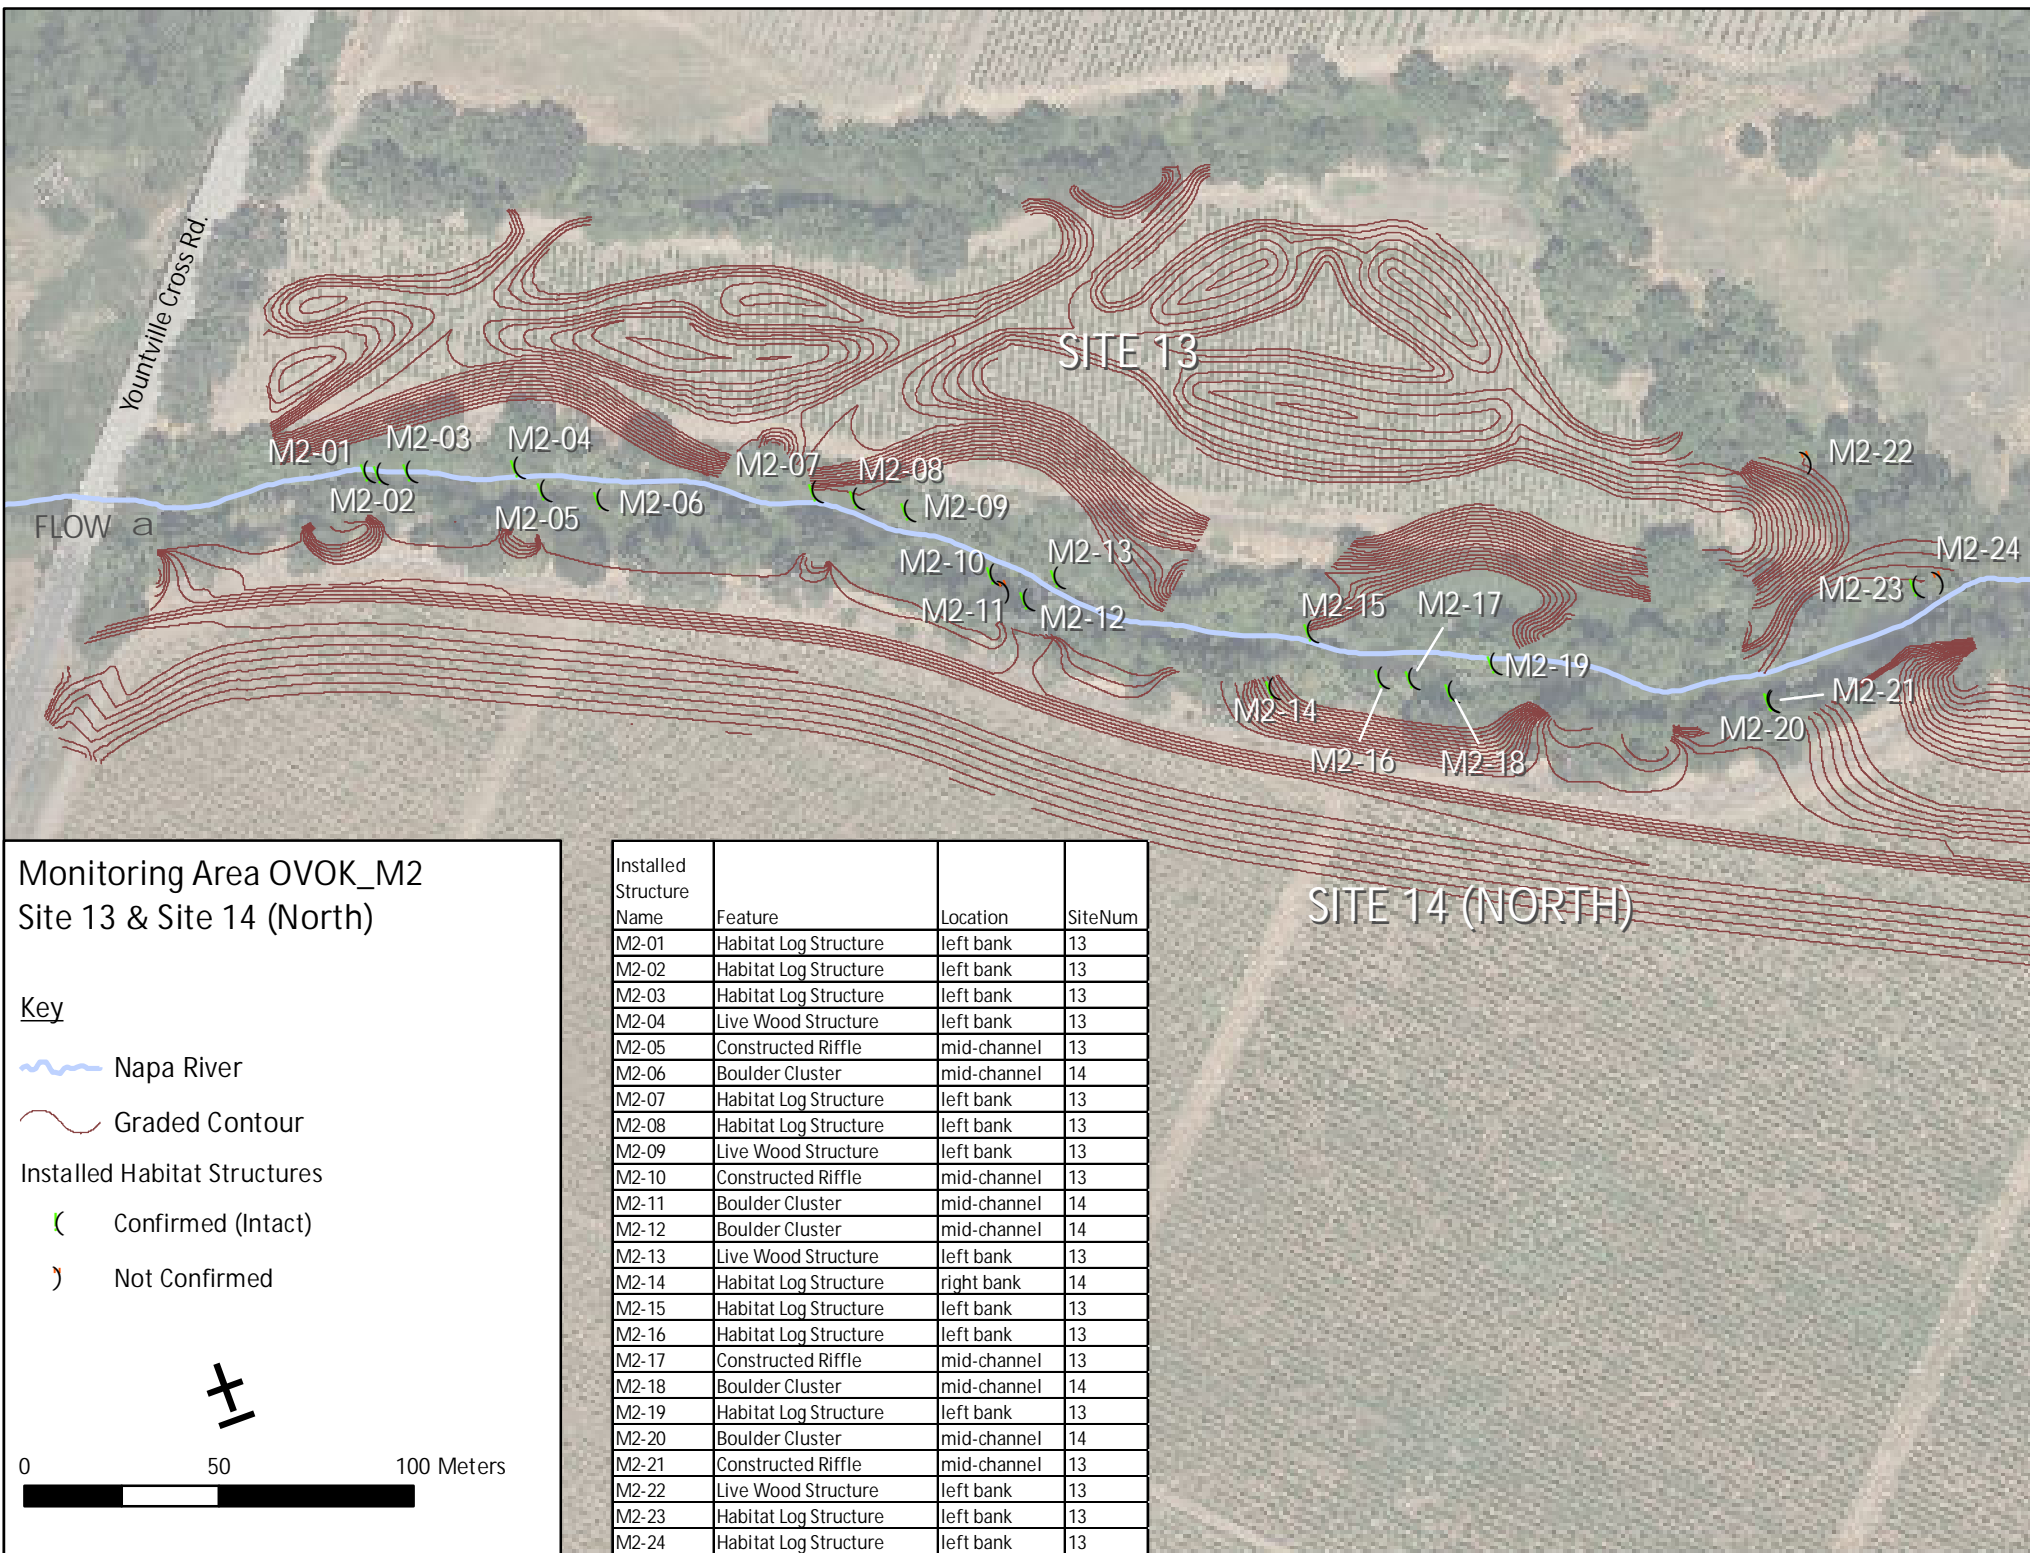 Yountville Cross Rd.
SITE 13
M2-01
M2-03
M2-04
M2-02
M2-05
M2-06
M2-07
M2-08
M2-09
M2-10
M2-13
M2-11
M2-12
M2-15
M2-17
M2-19
M2-14
M2-16
M2-18
M2-22
M2-24
M2-23
M2-21
M2-20
FLOW a
SITE 14 (NORTH)
Monitoring Area OVOK_M2
Site 13 & Site 14 (North)
Key
Napa River
Graded Contour
Installed Habitat Structures
Confirmed (Intact)
Not Confirmed
0 50 100 Meters
Installed
Structure
Name Feature Location SiteNum
M2-01 Habitat Log Structure left bank 13
M2-02 Habitat Log Structure left bank 13
M2-03 Habitat Log Structure left bank 13
M2-04 Live Wood Structure left bank 13
M2-05 Constructed Riffle mid-channel 13
M2-06 Boulder Cluster mid-channel 14
M2-07 Habitat Log Structure left bank 13
M2-08 Habitat Log Structure left bank 13
M2-09 Live Wood Structure left bank 13
M2-10 Constructed Riffle mid-channel 13
M2-11 Boulder Cluster mid-channel 14
M2-12 Boulder Cluster mid-channel 14
M2-13 Live Wood Structure left bank 13
M2-14 Habitat Log Structure right bank 14
M2-15 Habitat Log Structure left bank 13
M2-16 Habitat Log Structure left bank 13
M2-17 Constructed Riffle mid-channel 13
M2-18 Boulder Cluster mid-channel 14
M2-19 Habitat Log Structure left bank 13
M2-20 Boulder Cluster mid-channel 14
M2-21 Constructed Riffle mid-channel 13
M2-22 Live Wood Structure left bank 13
M2-23 Habitat Log Structure left bank 13
M2-24 Habitat Log Structure left bank 13